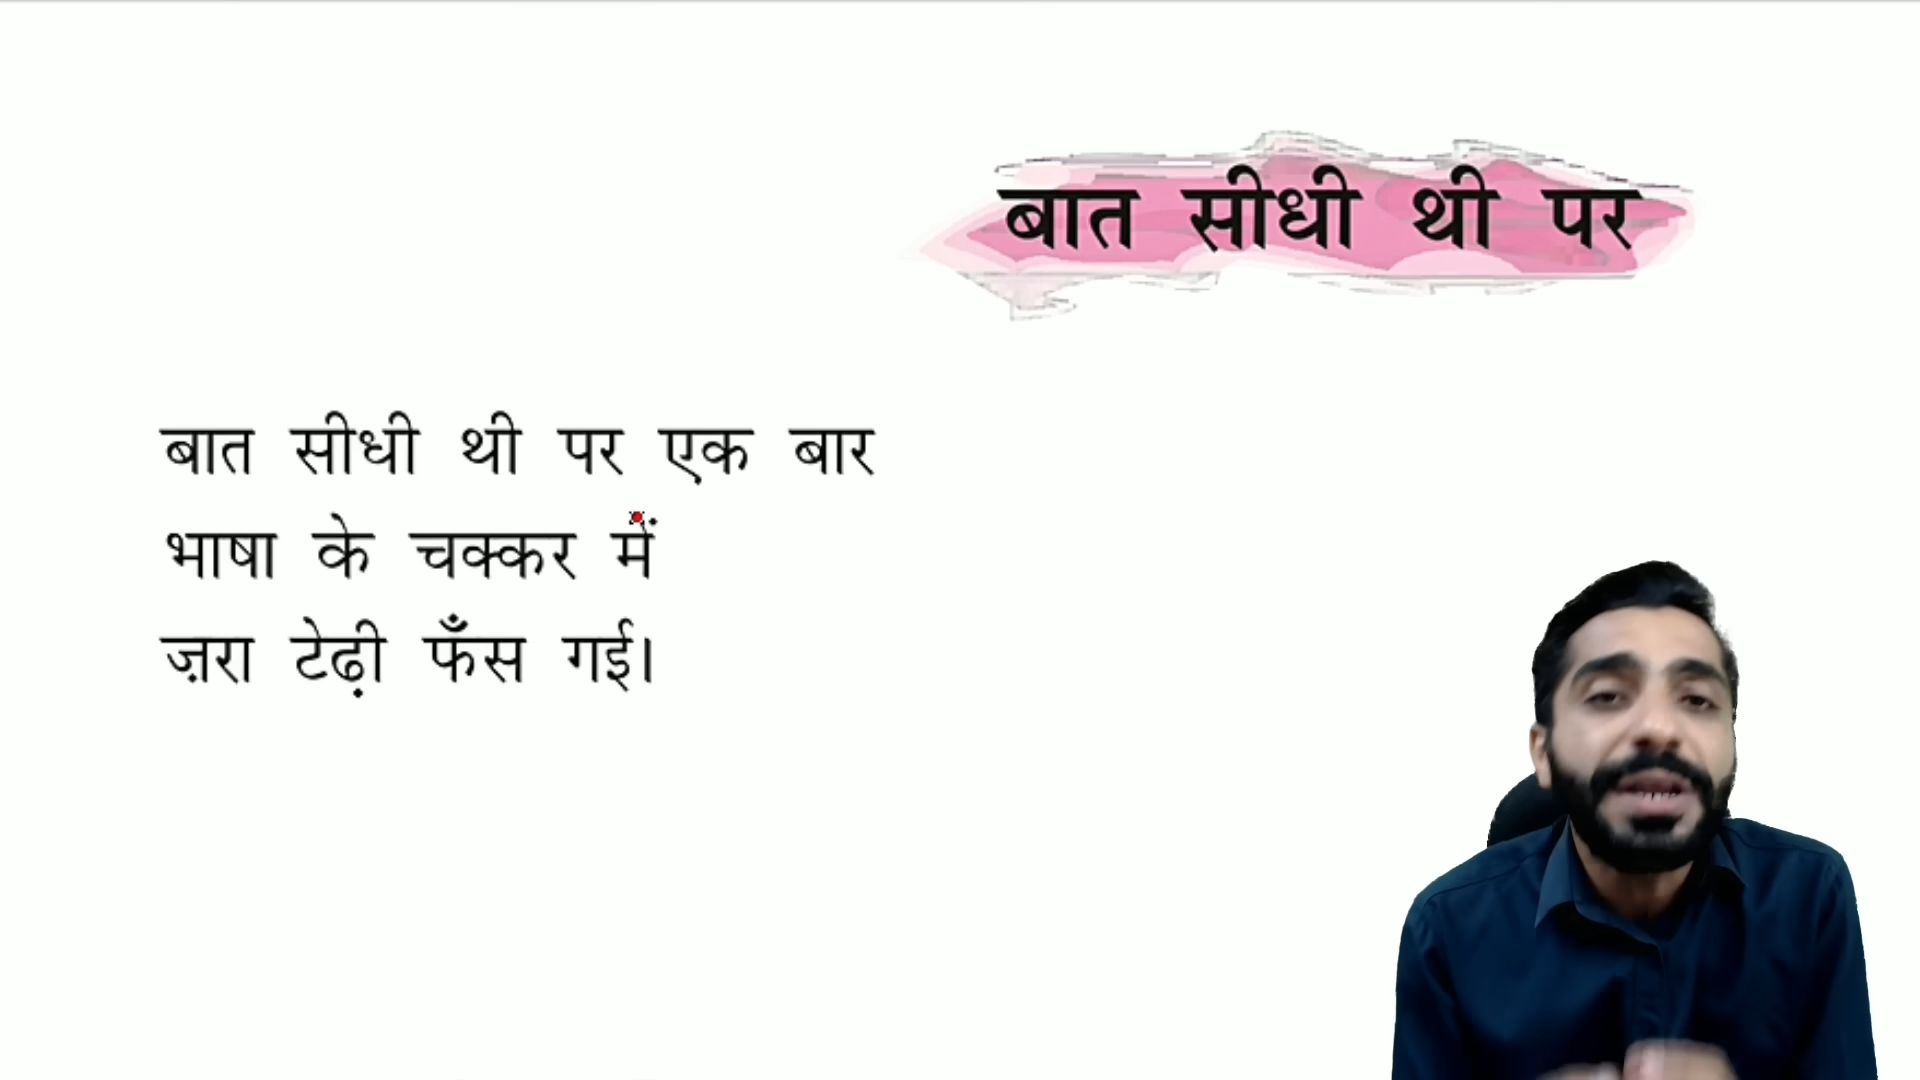 बात सीधी थी पर
बात सीधी थी पर एक बार
भाषा के चक्कर में
ज़रा टेढ़ी फँस गई।